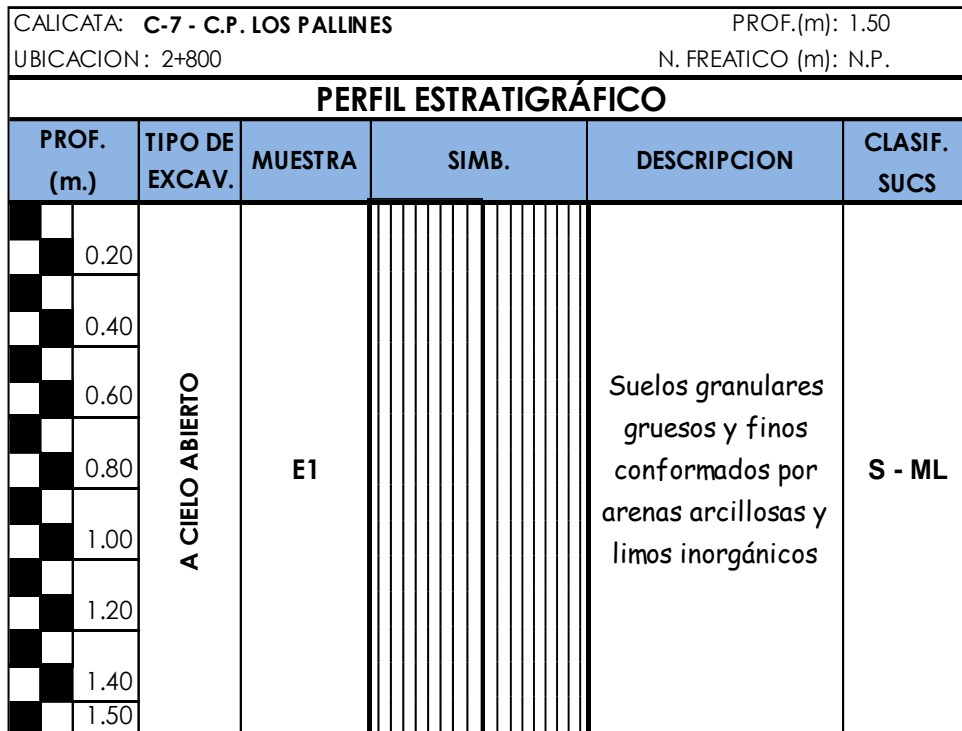 CALICATA: C-7 - C.P. LOS PALLINES PROF.(m): 1.50
UBICACION : 2+800 N. FREATICO (m): N.P.
PERFIL ESTRATIGRÁFICO
PROF. (m.)
TIPO DE EXCAV.
MUESTRA
SIMB.
DESCRIPCION
CLASIF. SUCS
0.20
0.40
0.60
0.80
1.00
1.20
1.40
1.50
A CIELO ABIERTO
E1
Suelos granulares
gruesos y finos
conformados por
arenas arcillosas y
limos inorgánicos
S - ML